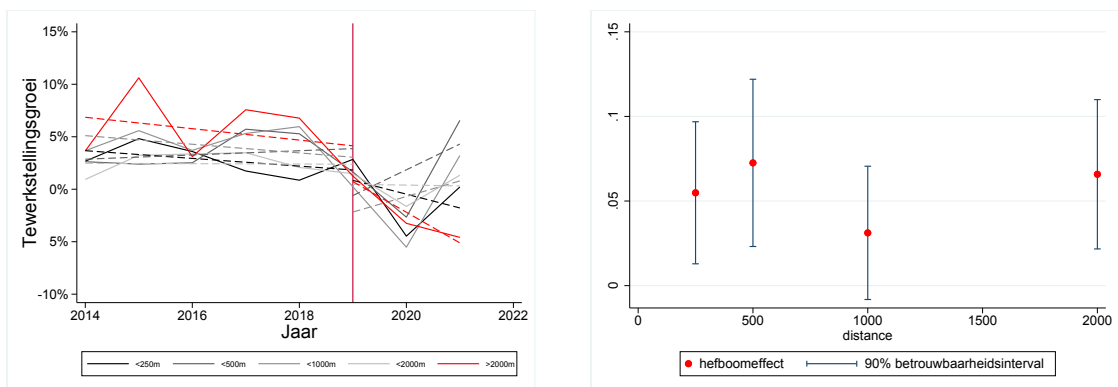 15%
10%
5%
0%
5%
-10%
Tewerkstellingsgroei
2014 2016 2018 2020 2022
Jaar
<250m <500m <1000m <2000m >2000m
.15
.1
.05
0
0 500 1000 1500 2000
distance
hefboomeffect 90% betrouwbaarheidsinterval